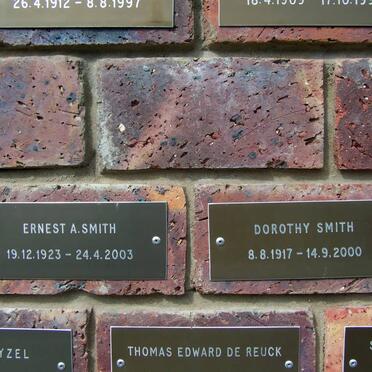 26.4.1912 – 8.8.1997
ERNEST A. SMITH
19.12.1923 – 24.4.2003
DOROTHY SMITH
8.8.1917 – 14.9.2000
THOMAS EDWARD DE REUCK